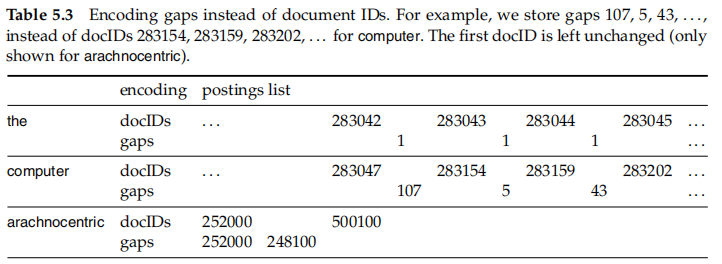 Table 5.3 Encoding gaps instead of document IDs. For example, we store gaps 107, 5, 43, ...,
instead of docIDs 283154, 283159, 283202, ... for computer. The first docID is left unchanged (only
shown for arachnocentric).
encoding postings list
the docIDs ... 283042 283043 283044 283045 ...
gaps 1 1 1 ...
computer docIDs ... 283047 283154 283159 283202 ...
gaps 107 5 43 ...
arachnocentric docIDs 252000 500100
gaps 252000 248100